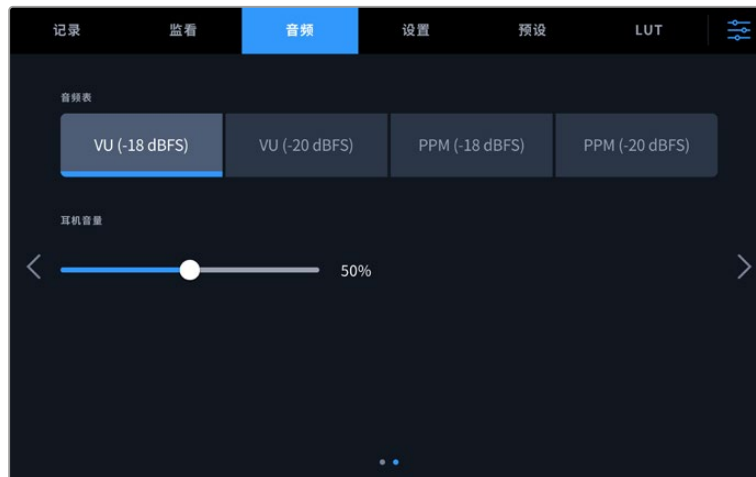 记录 监看 音频 设置 预设 LUT
音频表
VU (-18 dBFS) VU (-20 dBFS) PPM (-18 dBFS) PPM (-20 dBFS)
耳机音量
50%